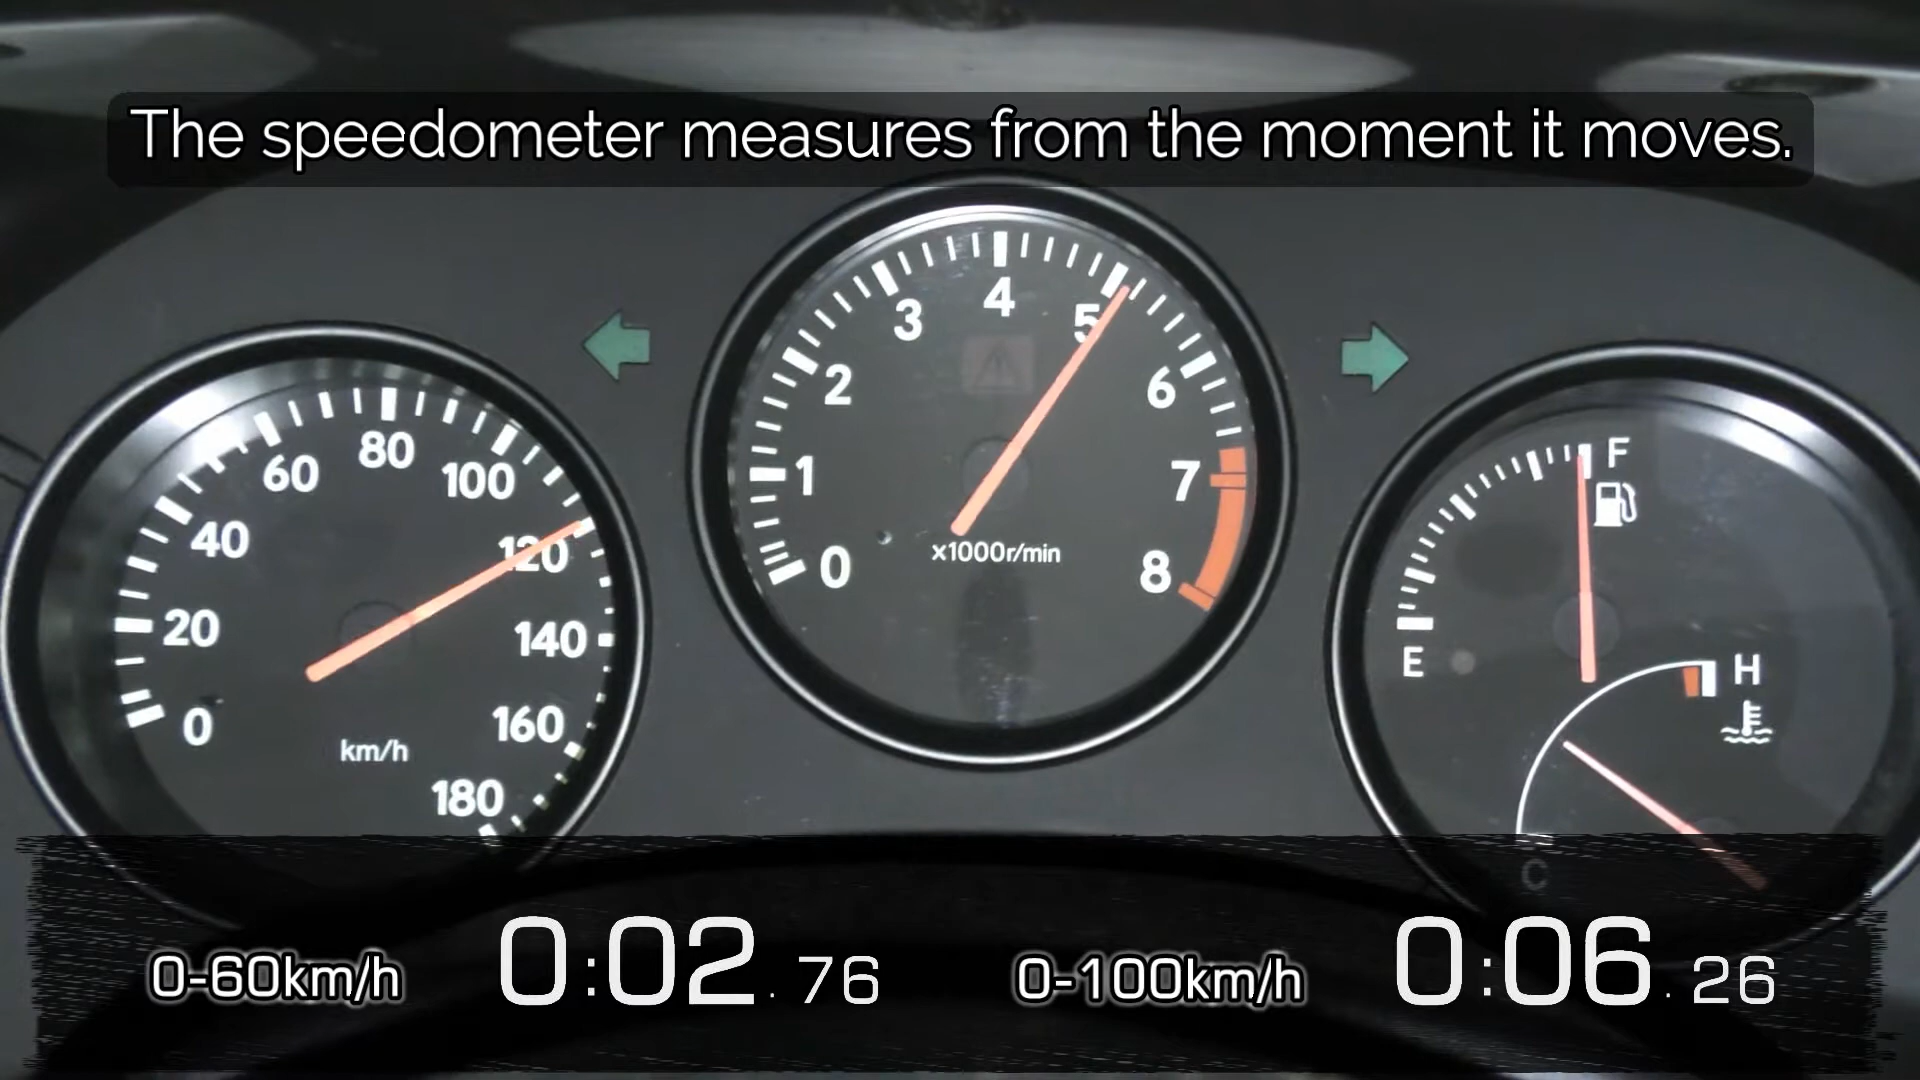 The speedometer measures from the moment it moves.
0
20
40
60
80
100
120
140
160
180
km/h
0
1
2
3
4
5
6
7
8
x1000r/min
F
E
H
C
0-60km/h 0:02.76 0-100km/h 0:06.26